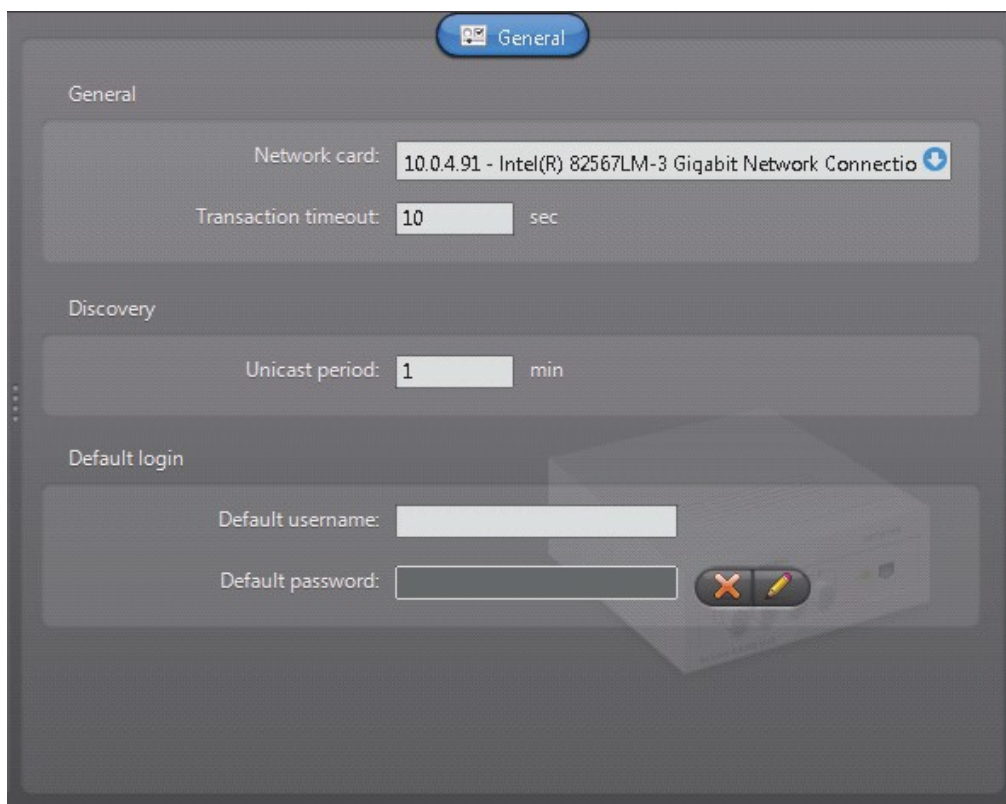 General
General
Network card: 10.0.4.91 - Intel(R) 82567LM-3 Gigabit Network Connectio
Transaction timeout: 10 sec
Discovery
Unicast period: 1 min
Default login
Default username:
Default password: